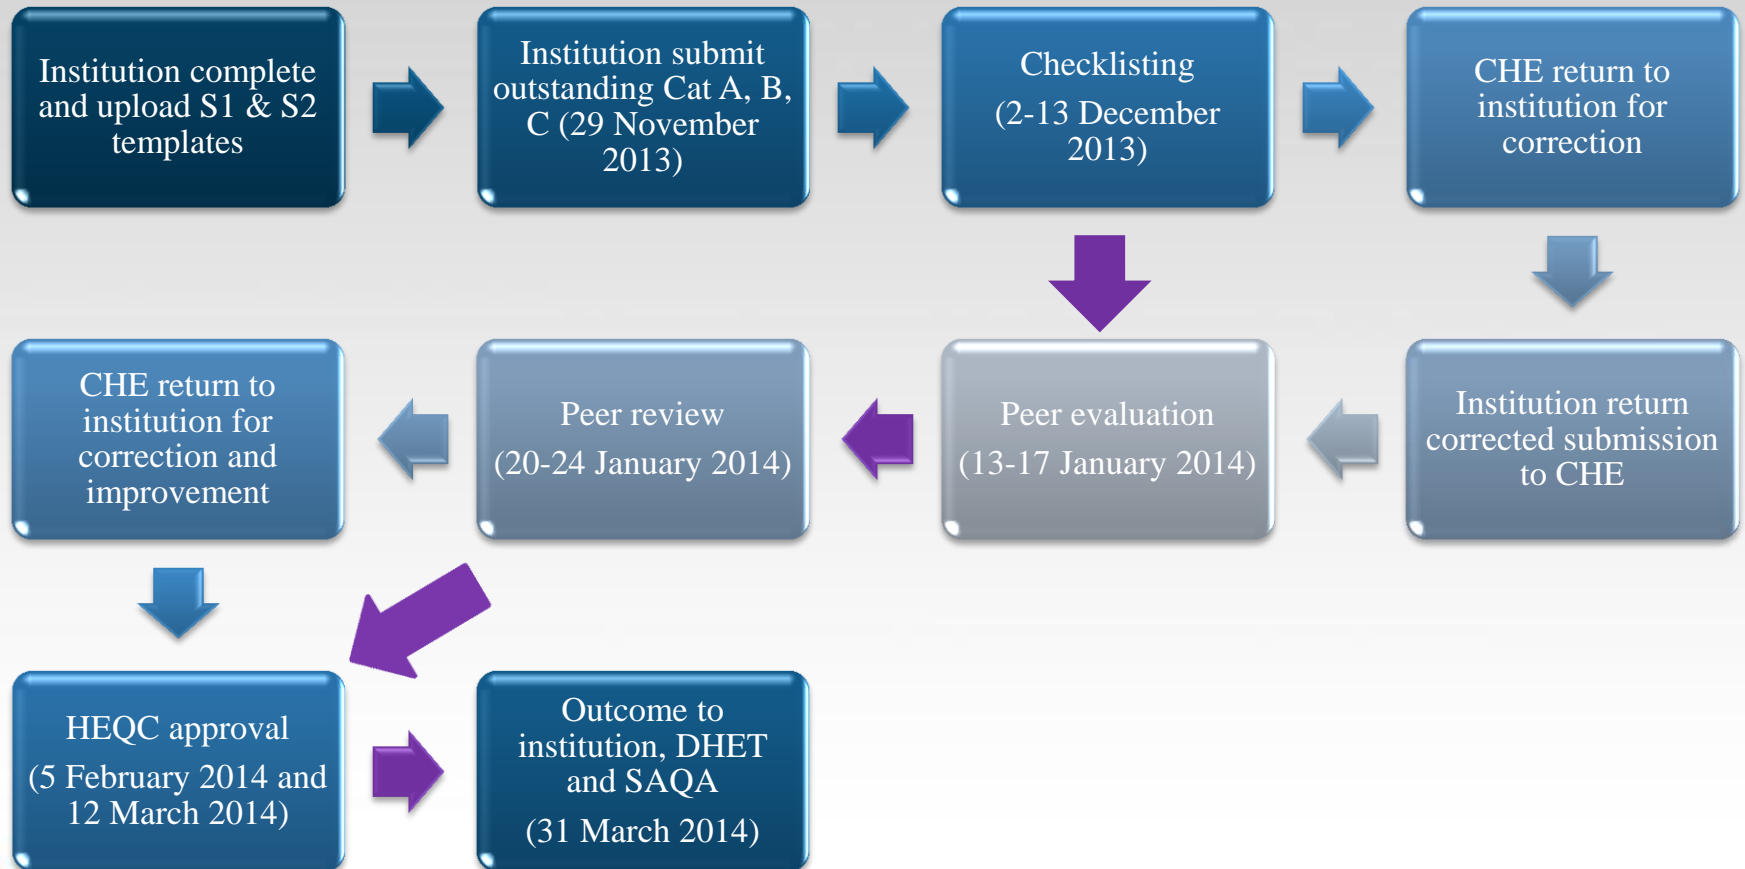 Institution complete
and upload S1 & S2
templates
Institution submit
outstanding Cat A, B,
C (29 November
2013)
Checklisting
(2-13 December
2013)
CHE return to
institution for
correction
CHE return to
institution for
correction and
improvement
Peer review
(20-24 January 2014)
Peer evaluation
(13-17 January 2014)
Institution return
corrected submission
to CHE
HEQC approval
(5 February 2014 and
12 March 2014)
Outcome to
institution, DHET
and SAQA
(31 March 2014)